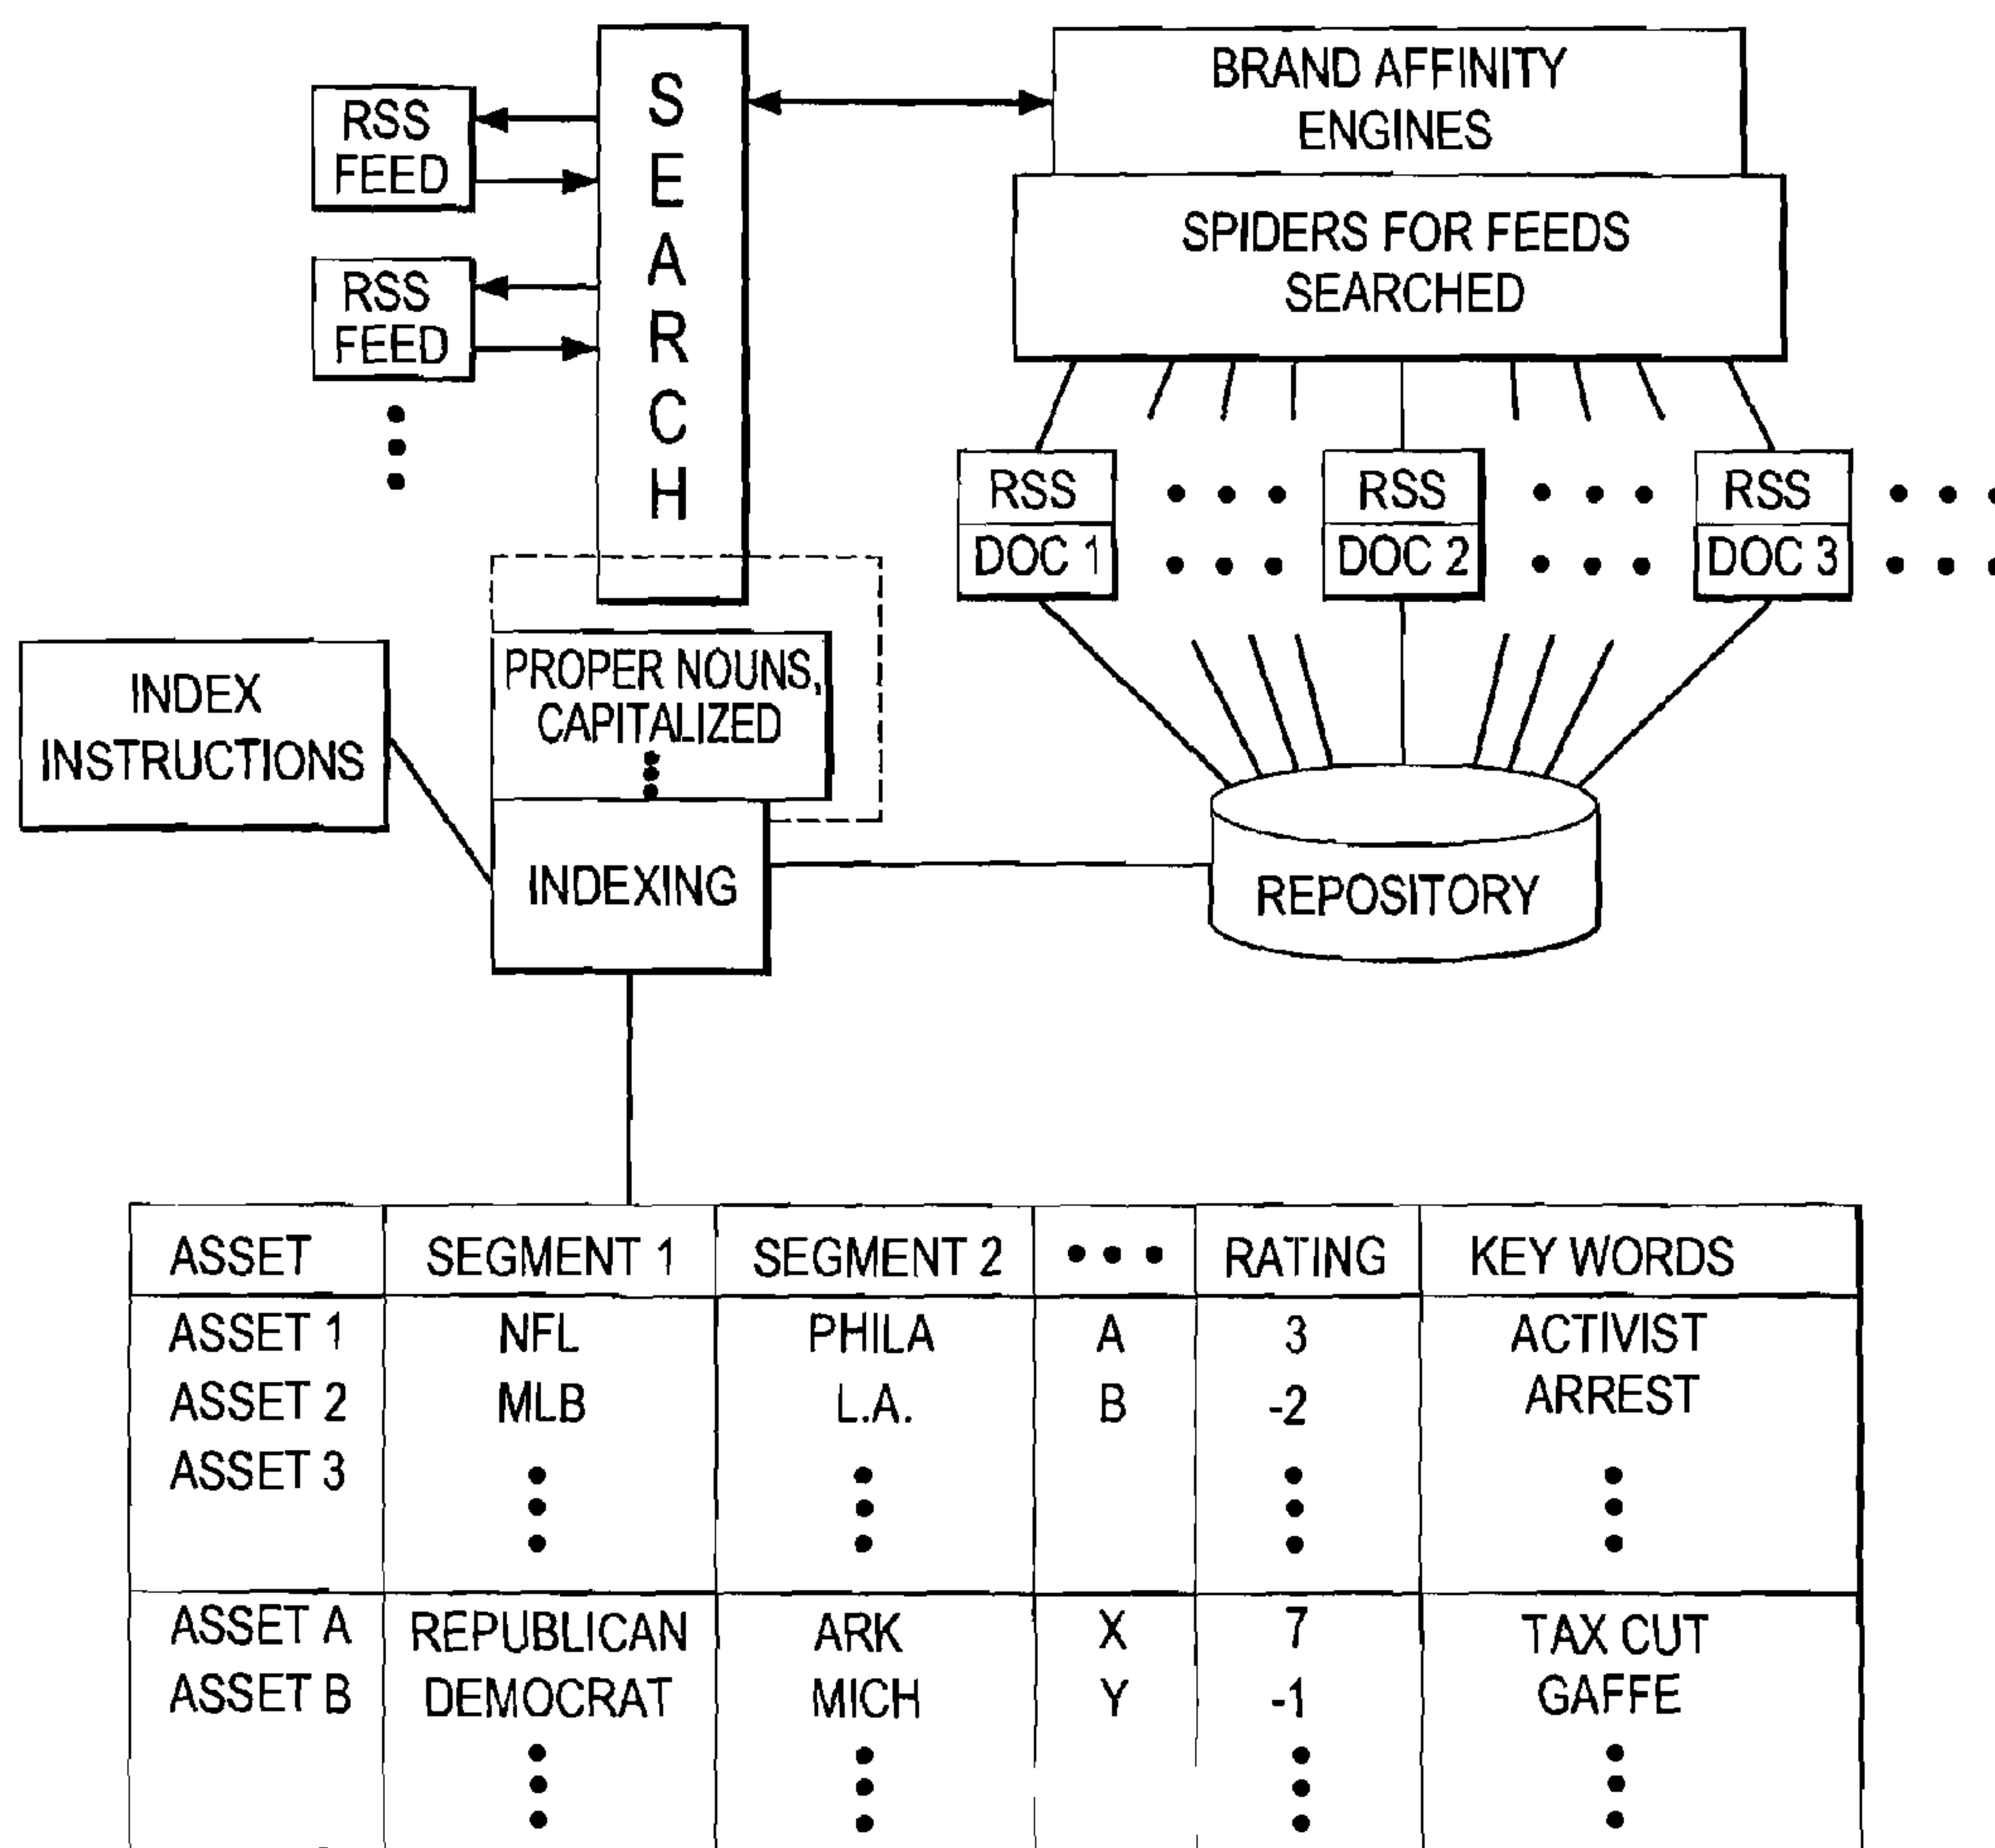 SEARCH
RSS
FEED
RSS
FEED
BRAND AFFINITY
ENGINES
SPIDERS FOR FEEDS
SEARCHED
RSS
DOC 1
RSS
DOC 2
RSS
DOC 3
INDEX
INSTRUCTIONS
PROPER NOUNS,
CAPITALIZED
INDEXING
REPOSITORY
ASSET SEGMENT 1 SEGMENT 2 ••• RATING KEY WORDS
ASSET 1 NFL PHILA A 3 ACTIVIST
ASSET 2 MLB L.A. B -2 ARREST
ASSET 3
ASSET A REPUBLICAN ARK X 7 TAX CUT
ASSET B DEMOCRAT MICH Y -1 GAFFE